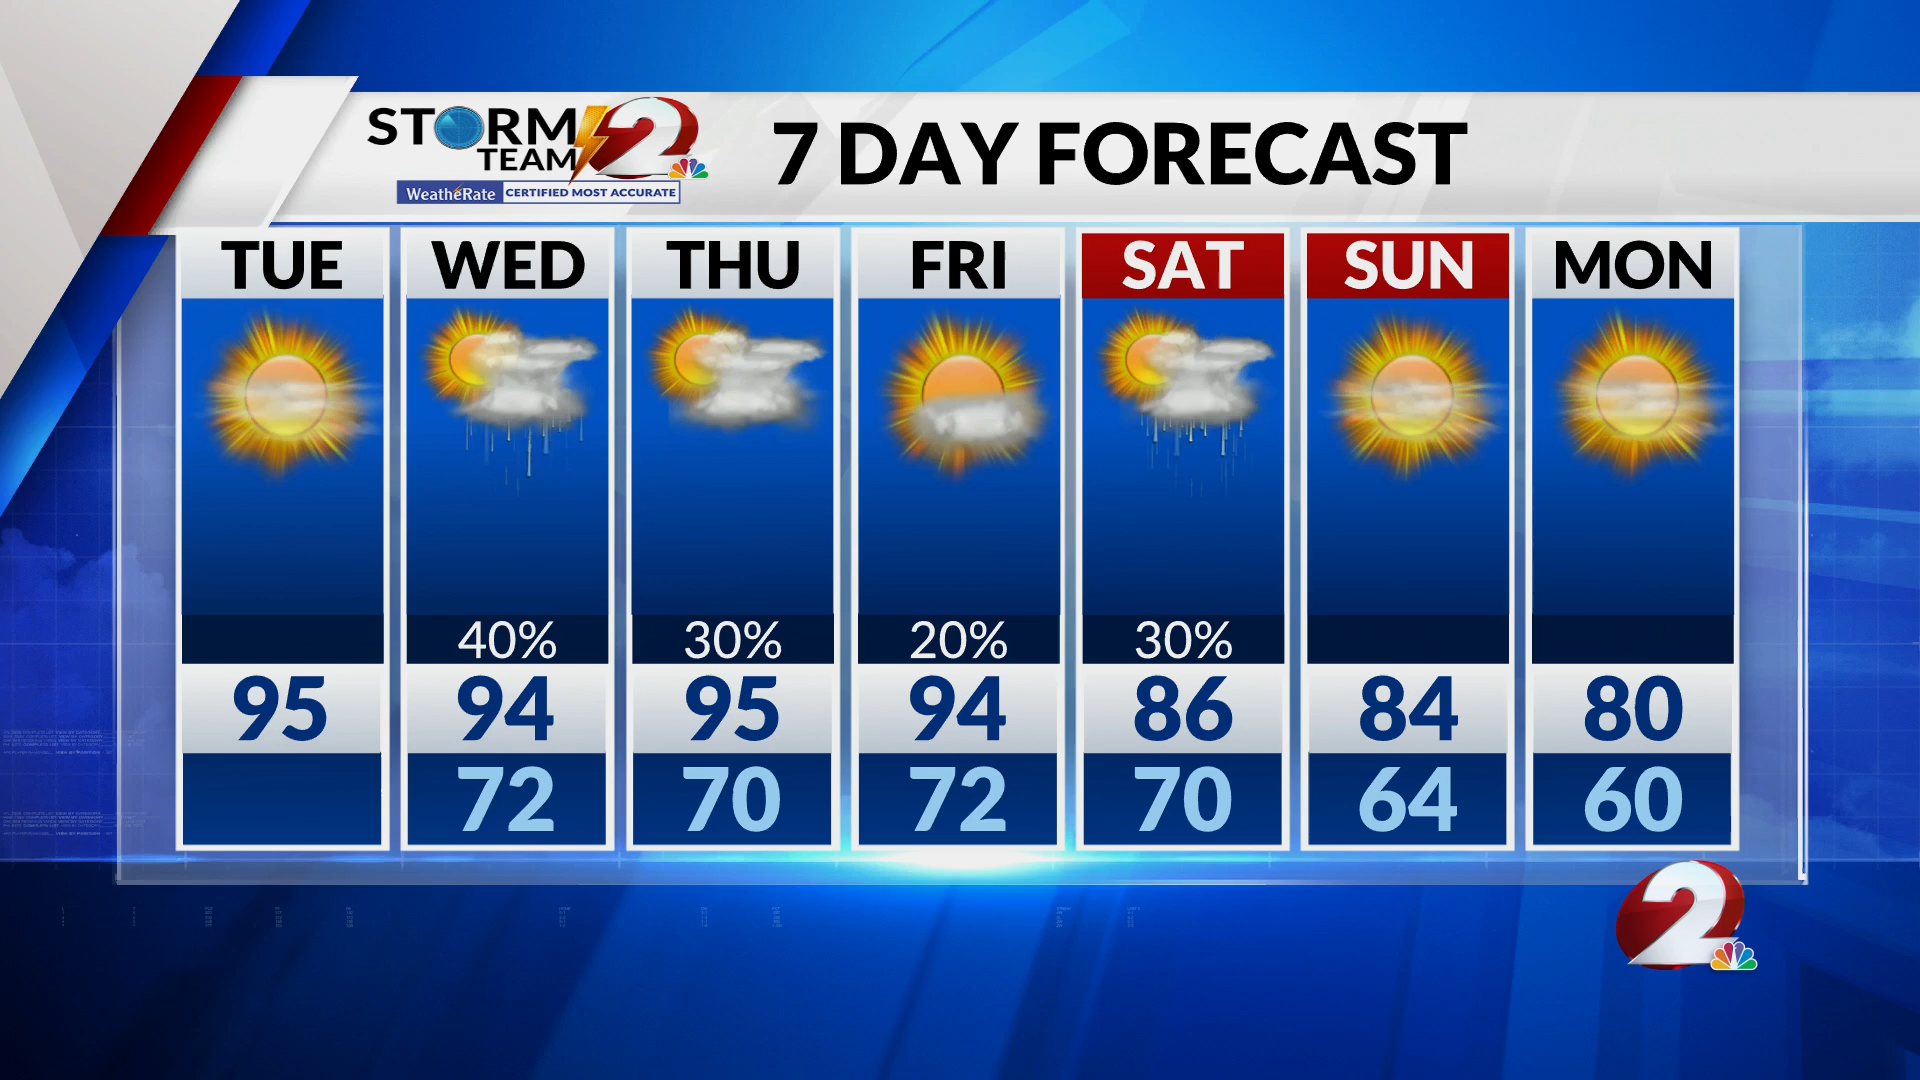 STORM
TEAM 2
WeatheRate CERTIFIED MOST ACCURATE
7 DAY FORECAST
TUE WED THU FRI SAT SUN MON
40% 30% 20% 30%
95 94 95 94 86 84 80
72 70 72 70 64 60
2